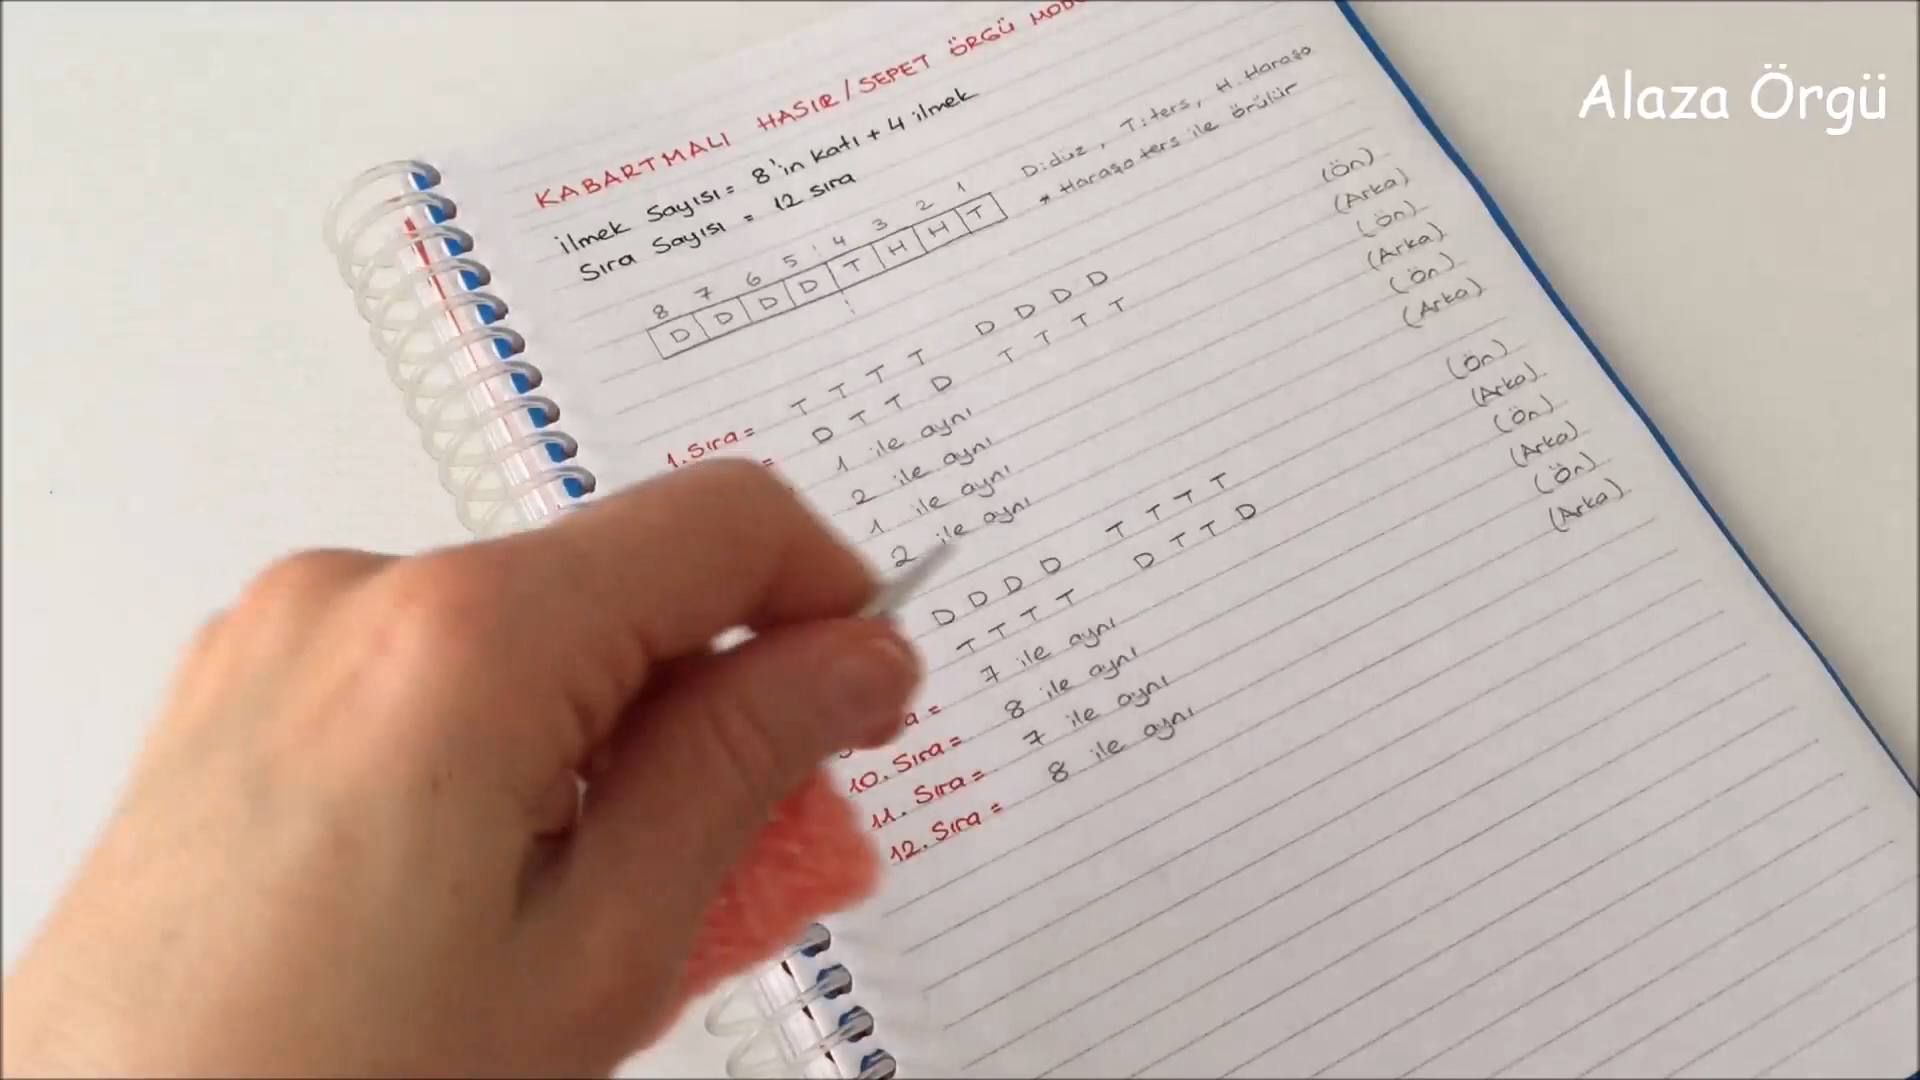 Alaza Örgü
KABARTMALI HASIR / SEPET ÖRGÜ
İlmek Sayısı = 8'in katı + 4 ilmek
Sıra Sayısı = 12 sıra
D: düz, T: ters, H. Haraşo
* Haraşo ters ile örülür
8 7 6 5 4 3 2 1
D D D D T H H T
1. Sıra = T T T T D D D D (Ön)
= D T T D T T T T (Arka)
1 ile aynı (Ön)
2 ile aynı (Arka)
1 ile aynı (Ön)
2 ile aynı (Arka)
D D D D T T T T (Ön)
T T T T D T T D (Arka)
7 ile aynı (Ön)
10. Sıra = 8 ile aynı (Arka)
11. Sıra = 7 ile aynı (Ön)
12. Sıra = 8 ile aynı (Arka)